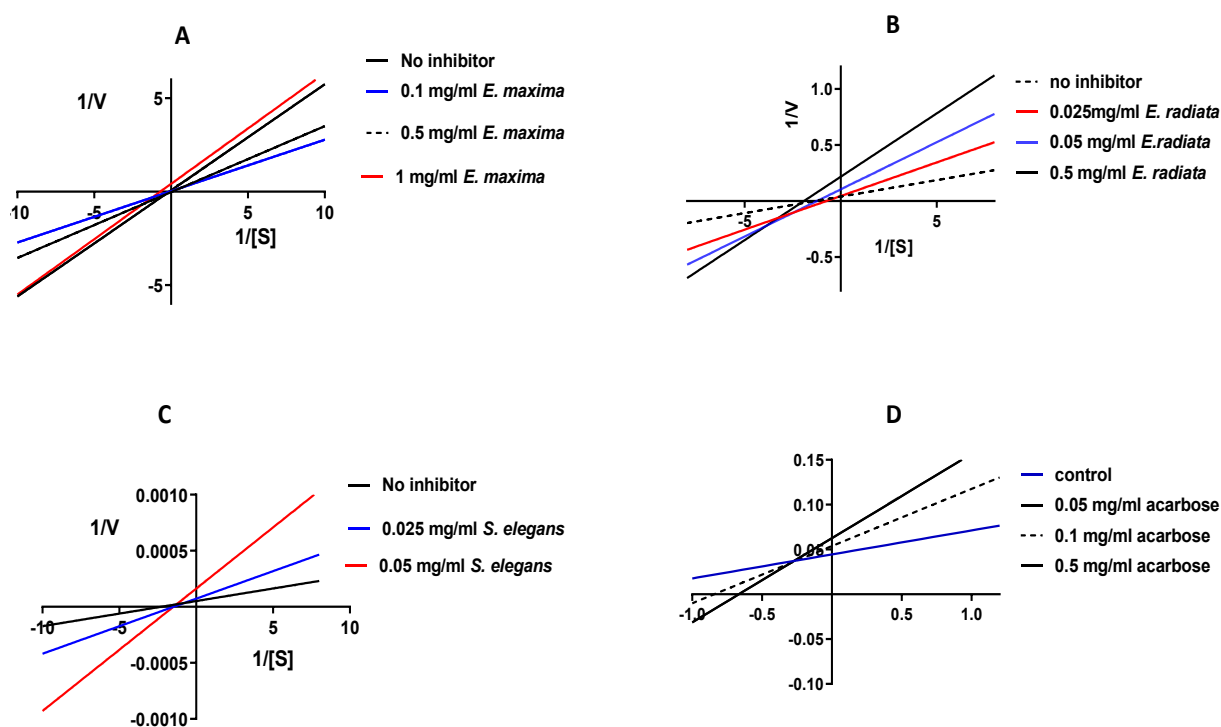 A
1/V
5
10
-5
5
10
1/[S]
-5
No inhibitor
0.1 mg/ml E. maxima
0.5 mg/ml E. maxima
1 mg/ml E. maxima
B
1/V
1.0
0.5
-5
5
1/[S]
-0.5
no inhibitor
0.025mg/ml E. radiata
0.05 mg/ml E.radiata
0.5 mg/ml E. radiata
C
1/V
0.0010
0.0005
-10
-5
5
10
1/[S]
-0.0005
-0.0010
No inhibitor
0.025 mg/ml S. elegans
0.05 mg/ml S. elegans
D
0.15
0.10
0.05
-1.0
-0.5
0.5
1.0
-0.05
-0.10
control
0.05 mg/ml acarbose
0.1 mg/ml acarbose
0.5 mg/ml acarbose